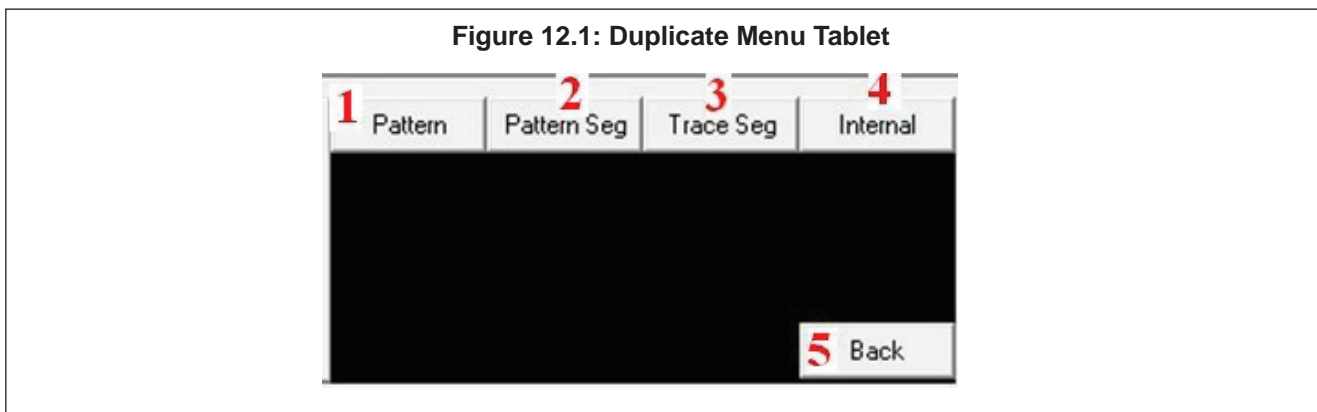 Figure 12.1: Duplicate Menu Tablet
1 Pattern 2 Pattern Seg 3 Trace Seg 4 Internal
5 Back